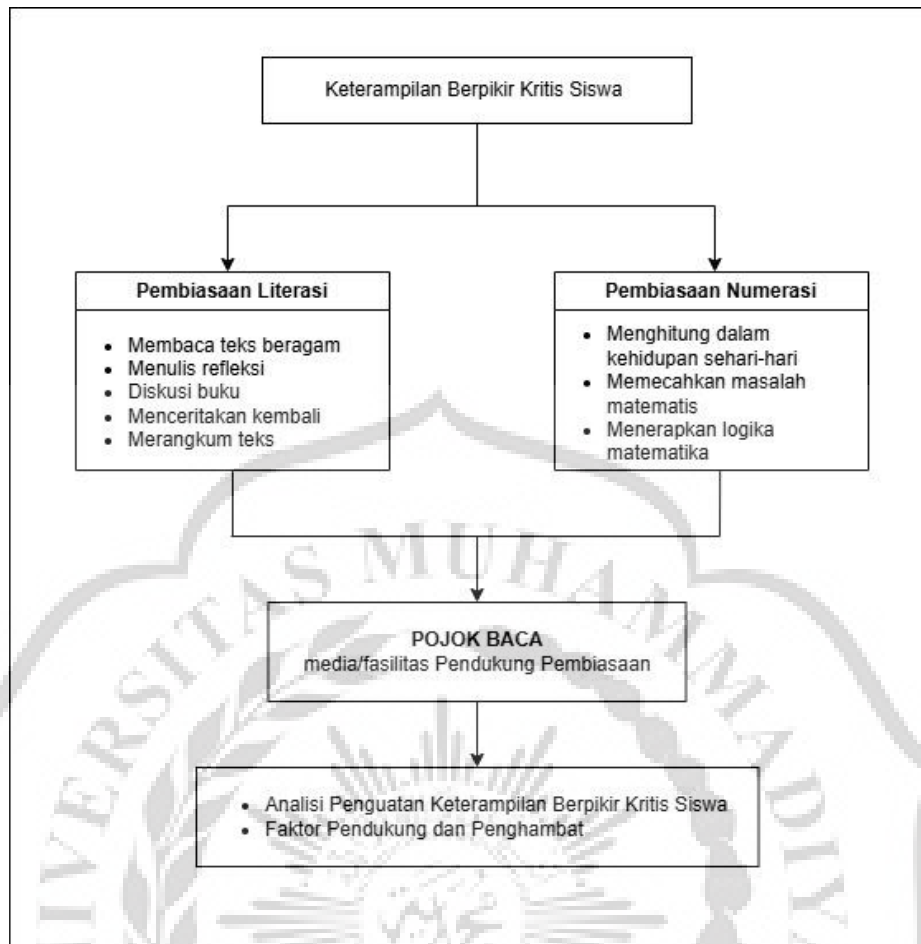 Keterampilan Berpikir Kritis Siswa
Pembiasaan Literasi
• Membaca teks beragam
• Menulis refleksi
• Diskusi buku
• Menceritakan kembali
• Merangkum teks
Pembiasaan Numerasi
• Menghitung dalam
kehidupan sehari-hari
• Memecahkan masalah
matematis
• Menerapkan logika
matematika
POJOK BACA
media/fasilitas Pendukung Pembiasaan
• Analisi Penguatan Keterampilan Berpikir Kritis Siswa
• Faktor Pendukung dan Penghambat
IVERSITAS MUHAMMADIYA